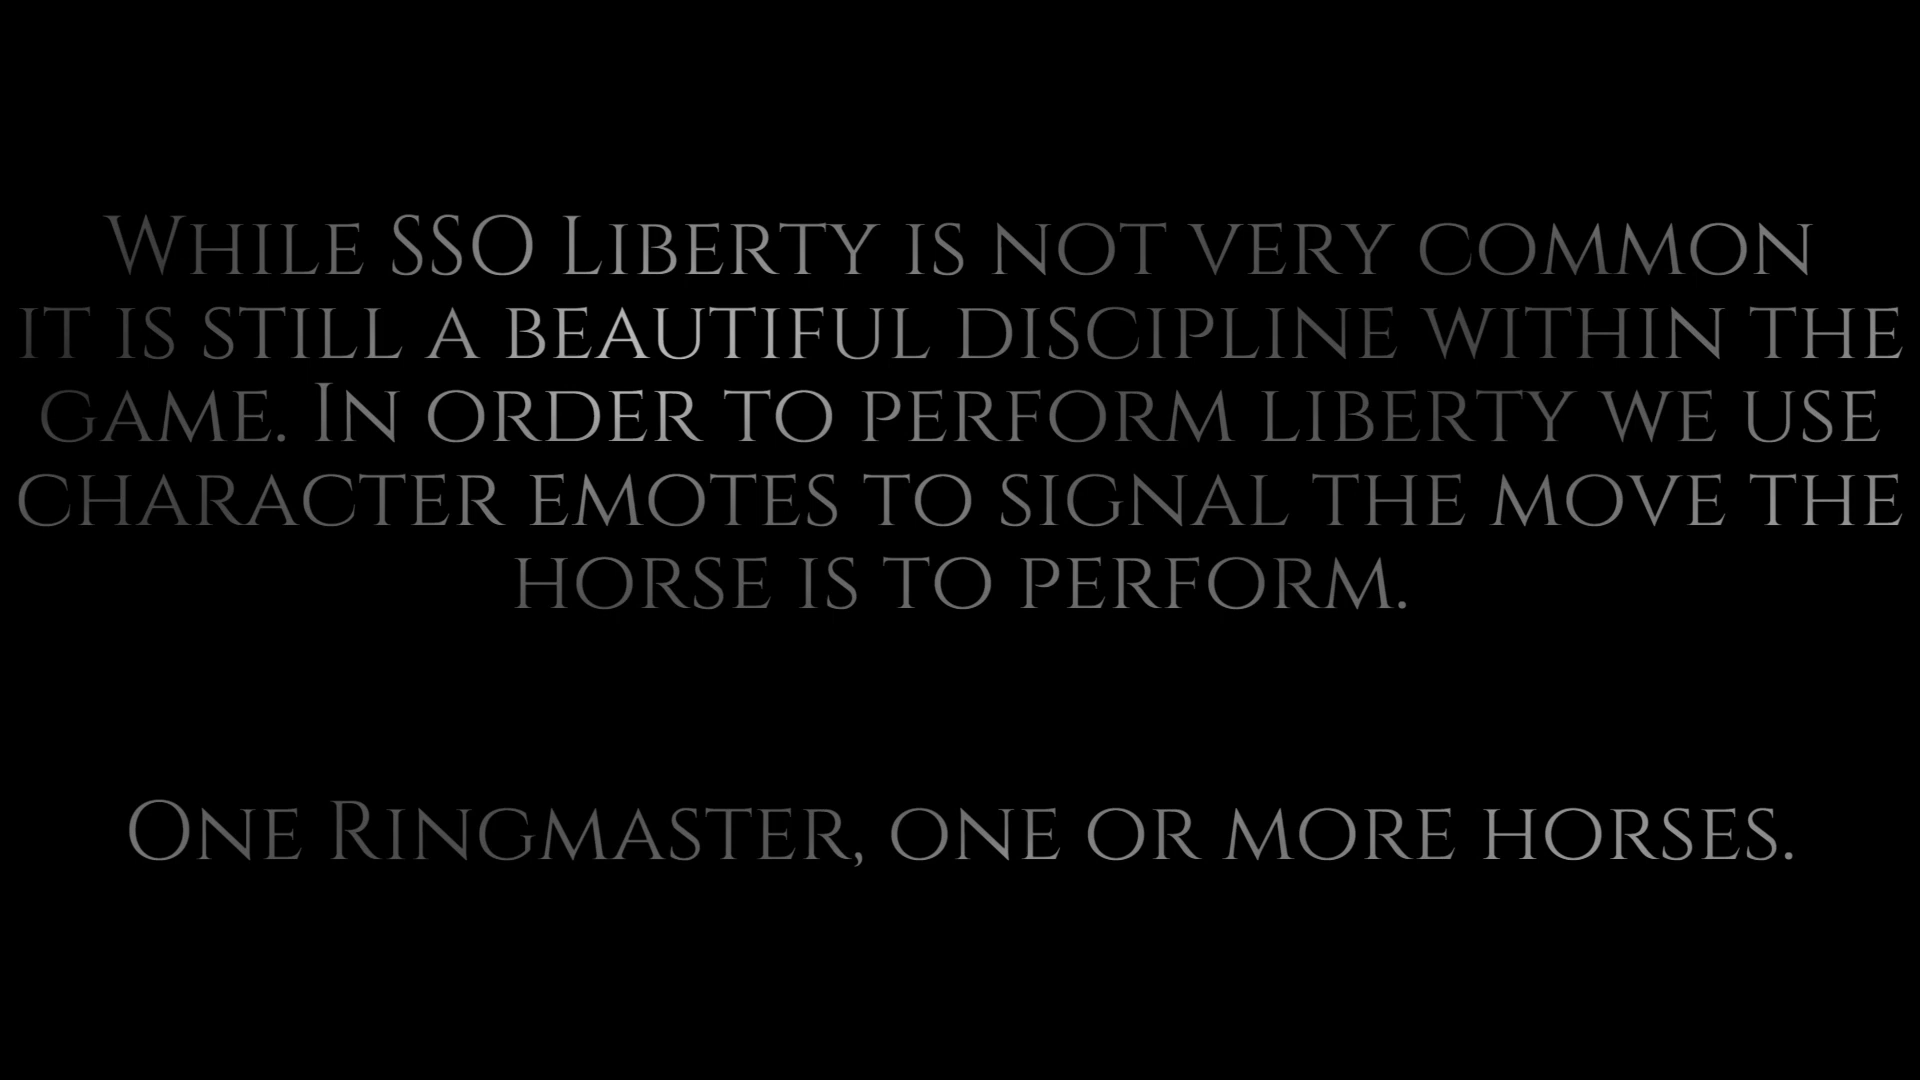 While SSO Liberty is not very common
it is still a beautiful discipline within the
game. In order to perform liberty we use
character emotes to signal the move the
horse is to perform.
One Ringmaster, one or more horses.